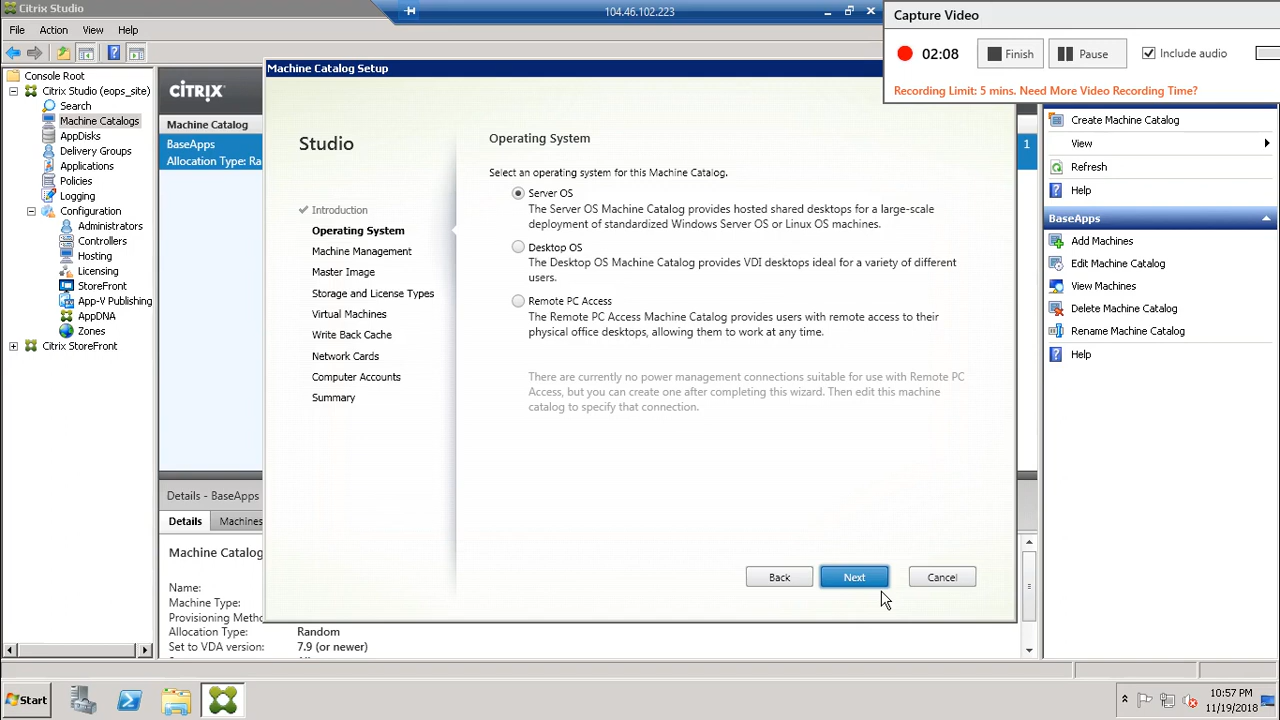 Citrix Studio
104.46.102.223
Capture Video
File Action View Help
02:08 Finish Pause Include audio
Recording Limit: 5 mins. Need More Video Recording Time?
Console Root
Citrix Studio (eops_site)
Search
Machine Catalogs
AppDisks
Delivery Groups
Applications
Policies
Logging
Configuration
Administrators
Controllers
Hosting
Licensing
StoreFront
App-V Publishing
AppDNA
Zones
Citrix StoreFront
CITRIX
Machine Catalog
BaseApps
Allocation Type: Ra
1
Details - BaseApps
Details Machines
Machine Catalog
Name:
Machine Type:
Provisioning Metho
Allocation Type: Random
Set to VDA version: 7.9 (or newer)
Machine Catalog Setup
Studio
Introduction
Operating System
Machine Management
Master Image
Storage and License Types
Virtual Machines
Write Back Cache
Network Cards
Computer Accounts
Summary
Operating System
Select an operating system for this Machine Catalog.
Server OS
The Server OS Machine Catalog provides hosted shared desktops for a large-scale
deployment of standardized Windows Server OS or Linux OS machines.
Desktop OS
The Desktop OS Machine Catalog provides VDI desktops ideal for a variety of different
users.
Remote PC Access
The Remote PC Access Machine Catalog provides users with remote access to their
physical office desktops, allowing them to work at any time.
There are currently no power management connections suitable for use with Remote PC
Access, but you can create one after completing this wizard. Then edit this machine
catalog to specify that connection.
Back Next Cancel
Create Machine Catalog
View
Refresh
Help
BaseApps
Add Machines
Edit Machine Catalog
View Machines
Delete Machine Catalog
Rename Machine Catalog
Help
Start
10:57 PM
11/19/2018